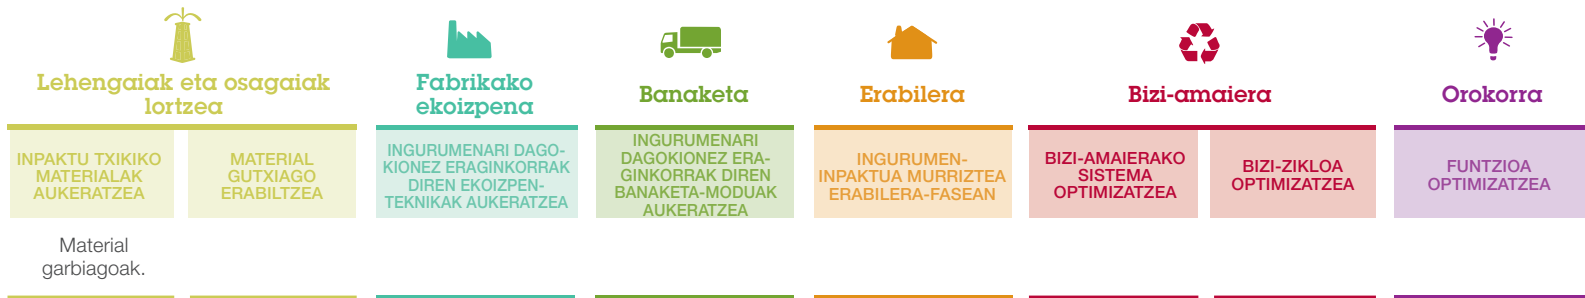 Lehengaiak eta osagaiak
lortzea
Fabrikako
ekoizpena
Banaketa
Erabilera
Bizi-amaiera
Orokorra
INPAKTU TXIKIKO
MATERIALAK
AUKERATZEA
MATERIAL
GUTXIAGO
ERABILTZEA
INGURUMENARI DAGO-
KIONEZ ERAGINKORRAK
DIREN EKOIZPEN-
TEKNIKAK AUKERATZEA
INGURUMENARI
DAGOKIONEZ ERA-
GINKORRAK DIREN
BANAKETA-MODUAK
AUKERATZEA
INGURUMEN-
INPAKTUA MURRIZTEA
ERABILERA-FASEAN
BIZI-AMAIERAKO
SISTEMA
OPTIMIZATZEA
BIZI-ZIKLOA
OPTIMIZATZEA
FUNTZIOA
OPTIMIZATZEA
Material
garbiagoak.